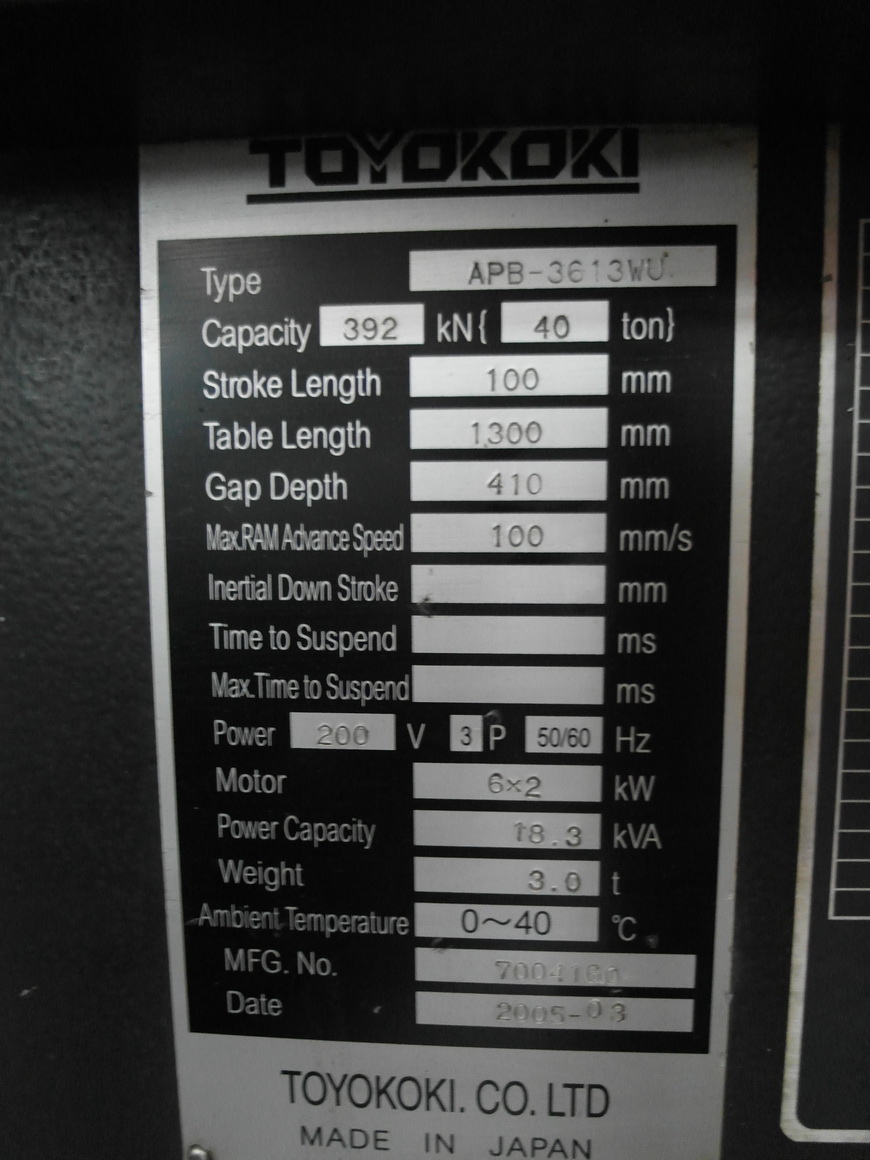 TOYOKOKI
Type APB-3613WU
Capacity 392 kN{ 40 ton}
Stroke Length 100 mm
Table Length 1300 mm
Gap Depth 410 mm
Max.RAM Advance Speed 100 mm/s
Inertial Down Stroke mm
Time to Suspend ms
Max.Time to Suspend ms
Power 200 V 3 P 50/60 Hz
Motor 6×2 kW
Power Capacity 18.3 kVA
Weight 3.0 t
Ambient Temperature 0～40 ℃
MFG. No.
Date 2005-03
TOYOKOKI. CO. LTD
MADE IN JAPAN